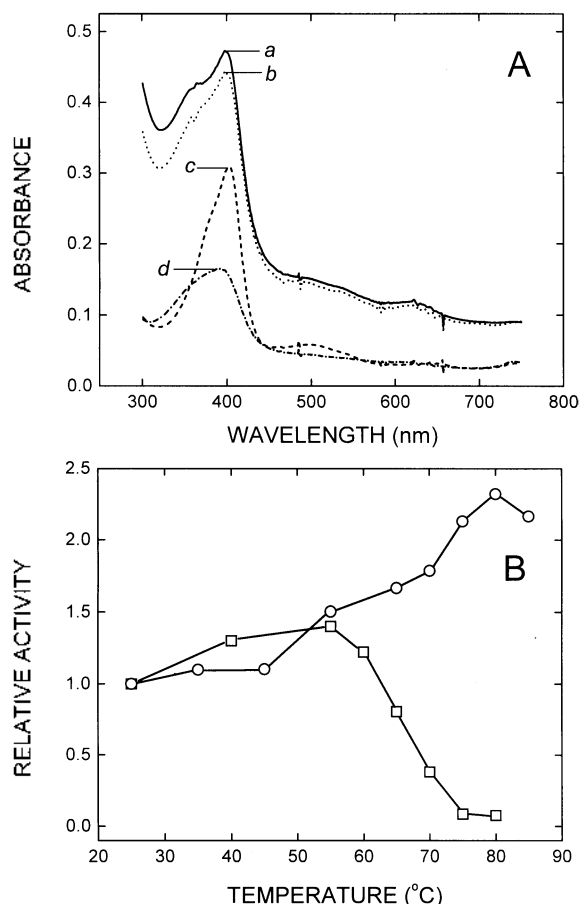 A
a
b
c
d
ABSORBANCE
0.5
0.4
0.3
0.2
0.1
0.0
300 400 500 600 700 800
WAVELENGTH (nm)
B
RELATIVE ACTIVITY
2.5
2.0
1.5
1.0
0.5
0.0
20 30 40 50 60 70 80 90
TEMPERATURE (°C)